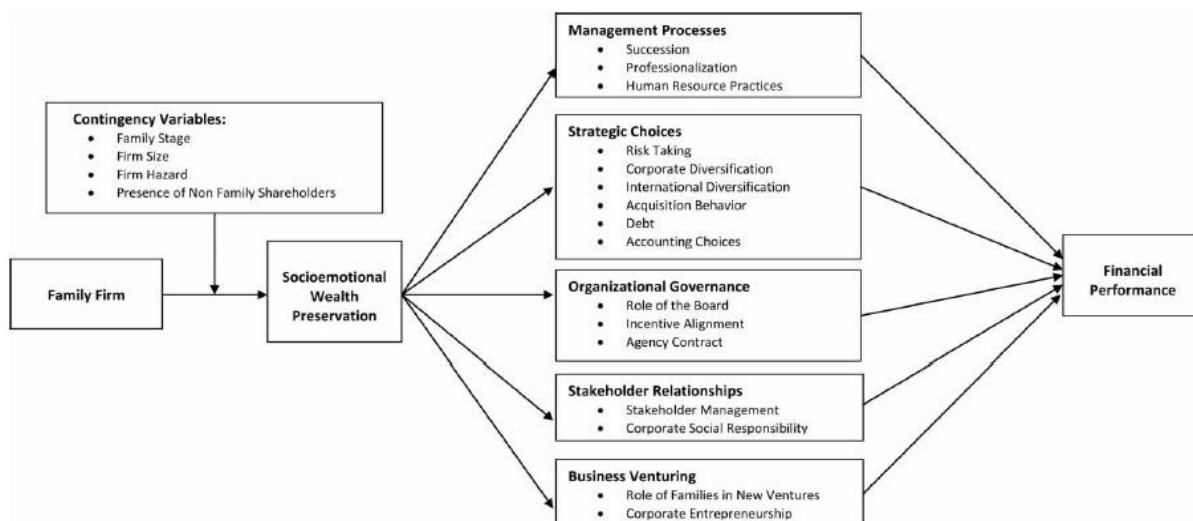 Contingency Variables:
• Family Stage
• Firm Size
• Firm Hazard
• Presence of Non Family Shareholders
Family Firm
Socioemotional
Wealth
Preservation
Management Processes
• Succession
• Professionalization
• Human Resource Practices
Strategic Choices
• Risk Taking
• Corporate Diversification
• International Diversification
• Acquisition Behavior
• Debt
• Accounting Choices
Organizational Governance
• Role of the Board
• Incentive Alignment
• Agency Contract
Stakeholder Relationships
• Stakeholder Management
• Corporate Social Responsibility
Business Venturing
• Role of Families in New Ventures
• Corporate Entrepreneurship
Financial
Performance